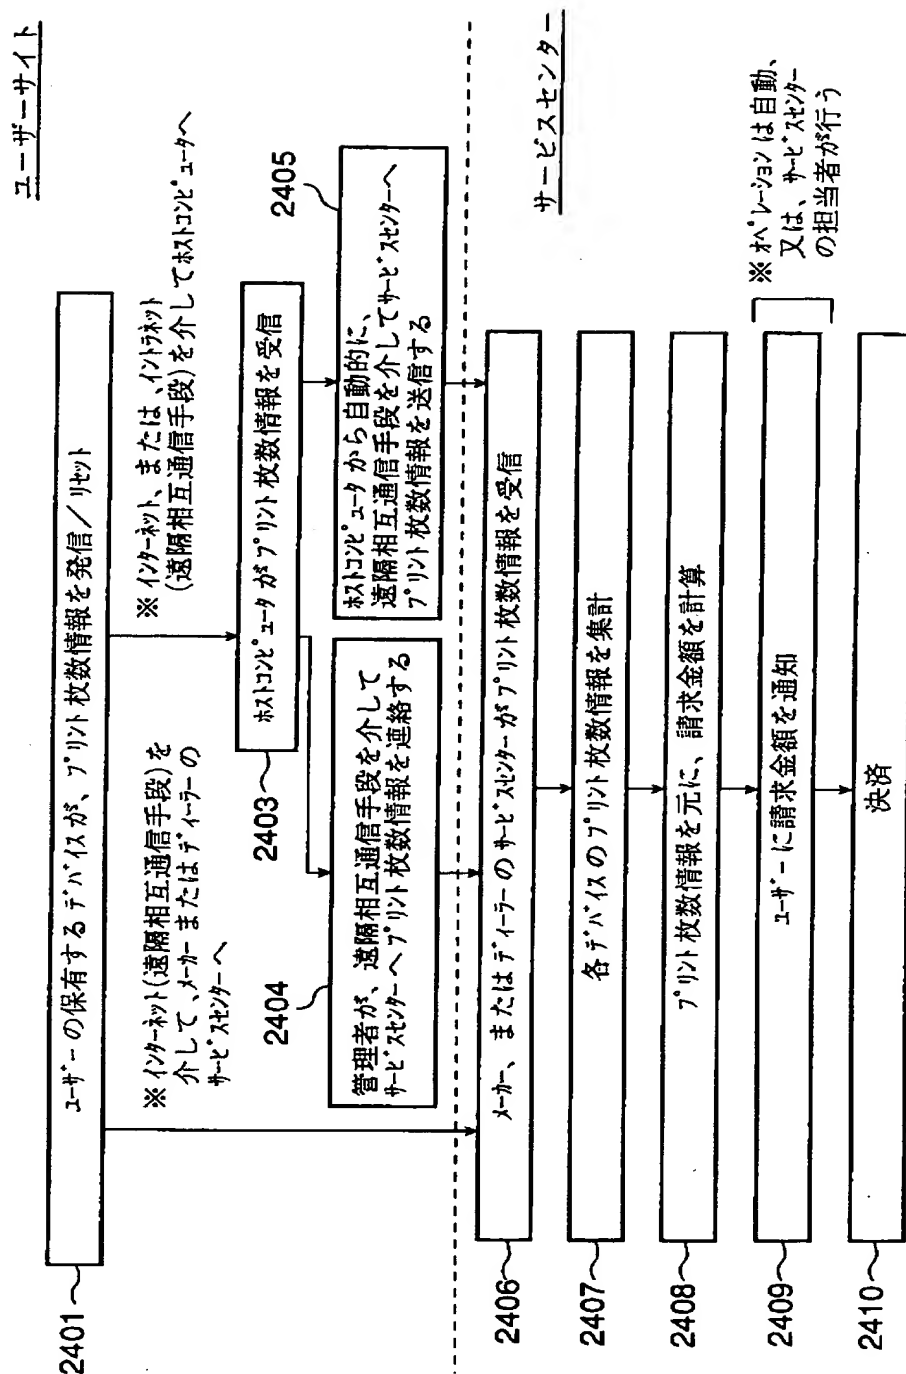 ユーザーサイト
2401
ユーザーの保有するデバイスが、プリント枚数情報を発信/リセット
※インターネット(遠隔相互通信手段)を
介して、メーカーまたはディーラーの
サービスセンターへ
※インターネット、または、イントラネット
(遠隔相互通信手段)を介してホストコンピュータへ
2403
ホストコンピュータがプリント枚数情報を受信
2404
管理者が、遠隔相互通信手段を介して
サービスセンターへプリント枚数情報を連絡する
2405
ホストコンピュータから自動的に、
遠隔相互通信手段を介してサービスセンターへ
プリント枚数情報を送信する
サービスセンター
2406
メーカー、またはディーラーのサービスセンターがプリント枚数情報を受信
2407
各デバイスのプリント枚数情報を集計
2408
プリント枚数情報を元に、請求金額を計算
2409
ユーザーに請求金額を通知
※オペレーションは自動、
又は、サービスセンター
の担当者が行う
2410
決済